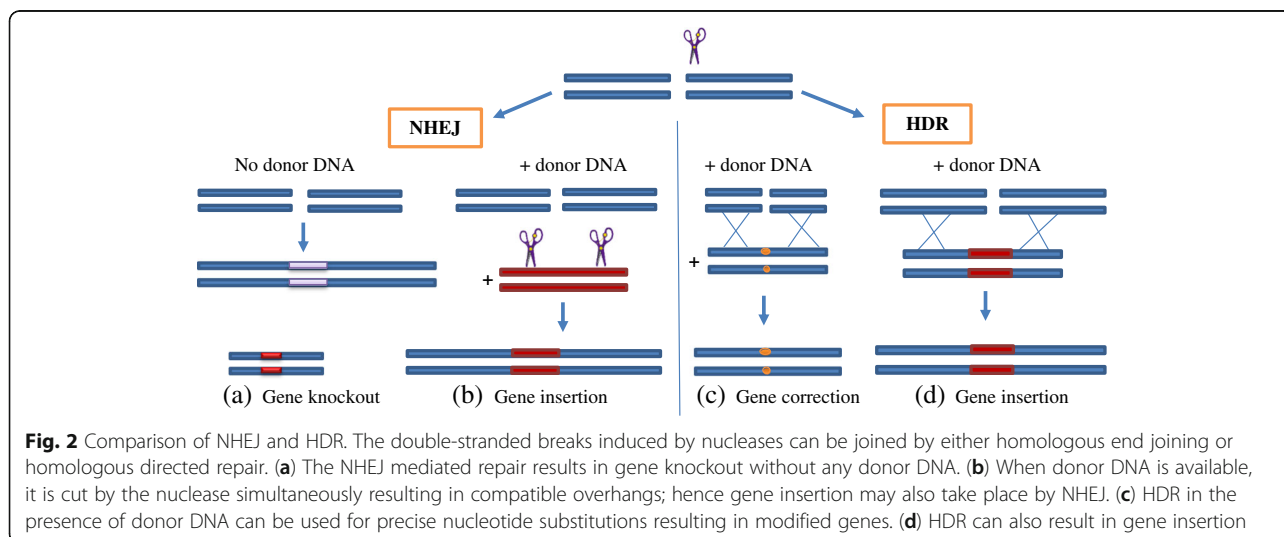 NHEJ
HDR
No donor DNA
+ donor DNA
+ donor DNA
+ donor DNA
+
+
(a) Gene knockout
(b) Gene insertion
(c) Gene correction
(d) Gene insertion
Fig. 2 Comparison of NHEJ and HDR. The double-stranded breaks induced by nucleases can be joined by either homologous end joining or
homologous directed repair. (a) The NHEJ mediated repair results in gene knockout without any donor DNA. (b) When donor DNA is available,
it is cut by the nuclease simultaneously resulting in compatible overhangs; hence gene insertion may also take place by NHEJ. (c) HDR in the
presence of donor DNA can be used for precise nucleotide substitutions resulting in modified genes. (d) HDR can also result in gene insertion